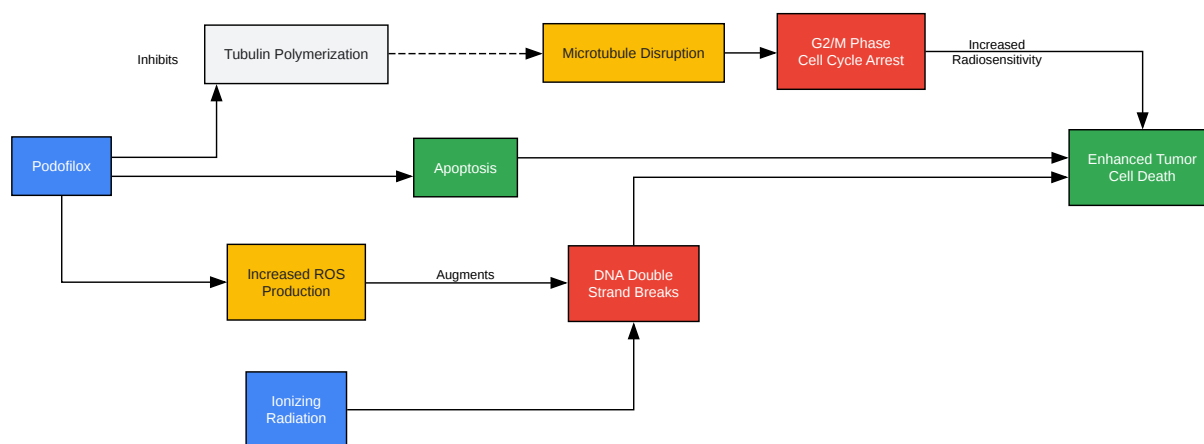 Inhibits
Tubulin Polymerization
Microtubule Disruption
G2/M Phase
Cell Cycle Arrest
Increased
Radiosensitivity
Podofilox
Apoptosis
Enhanced Tumor
Cell Death
Increased ROS
Production
Augments
DNA Double
Strand Breaks
Ionizing
Radiation